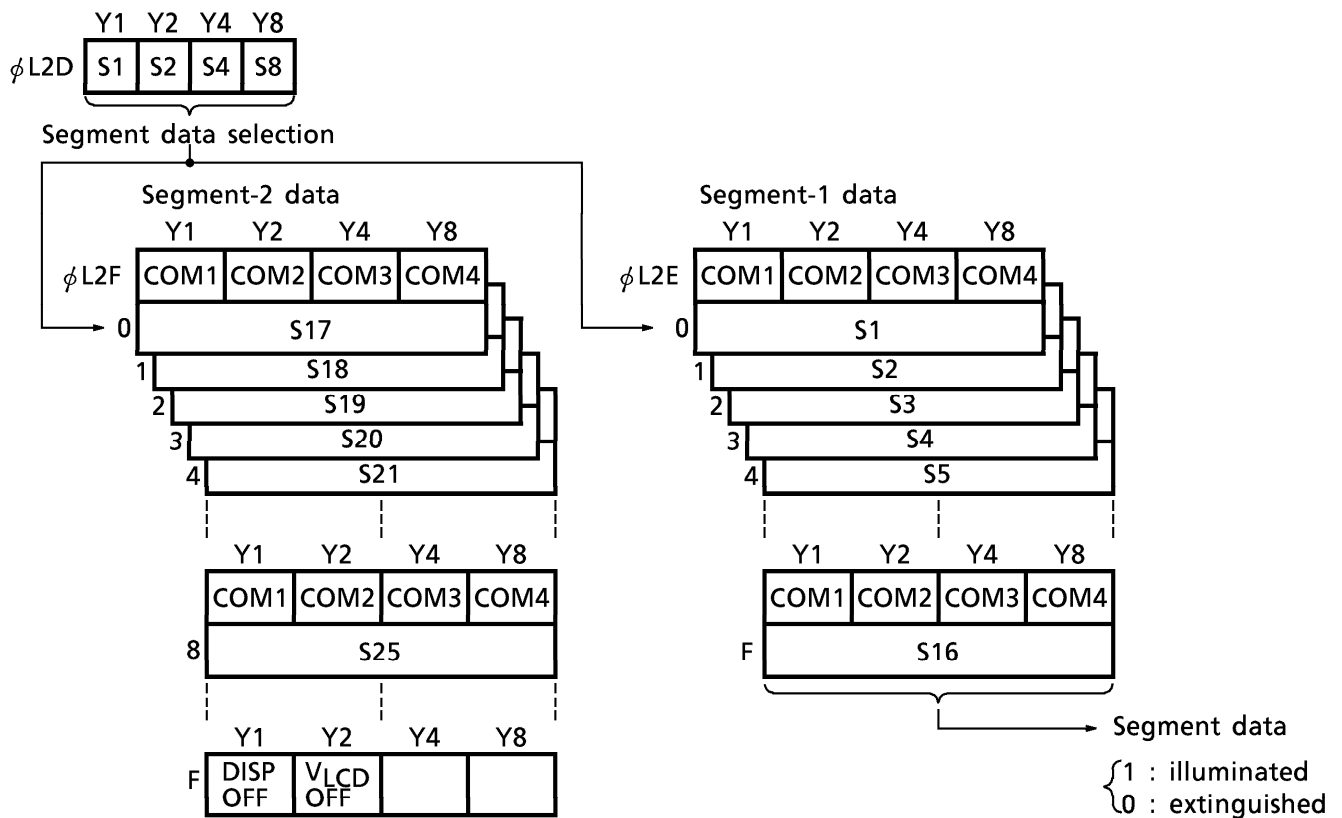 Y1 Y2 Y4 Y8
ϕL2D S1 S2 S4 S8
Segment data selection
Segment-2 data
Y1 Y2 Y4 Y8
ϕL2F COM1 COM2 COM3 COM4
0 S17
1 S18
2 S19
3 S20
4 S21
Y1 Y2 Y4 Y8
COM1 COM2 COM3 COM4
8 S25
Y1 Y2 Y4 Y8
F DISP OFF VLCD OFF
Segment-1 data
Y1 Y2 Y4 Y8
ϕL2E COM1 COM2 COM3 COM4
0 S1
1 S2
2 S3
3 S4
4 S5
Y1 Y2 Y4 Y8
COM1 COM2 COM3 COM4
F S16
Segment data
1 : illuminated
0 : extinguished